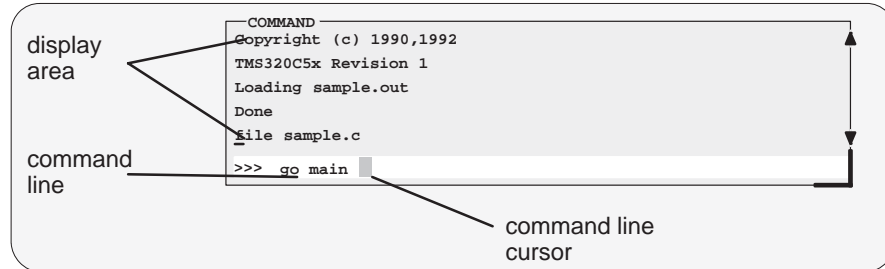 COMMAND
Copyright (c) 1990,1992
TMS320C5x Revision 1
Loading sample.out
Done
file sample.c
>>> go main
display
area
command
line
command line
cursor